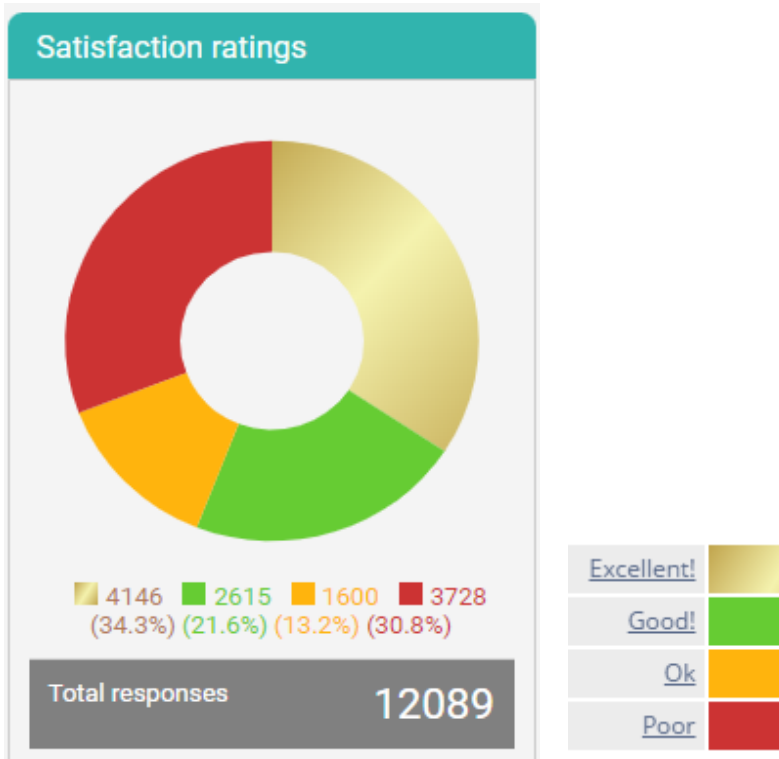 Satisfaction ratings
4146 2615 1600 3728
(34.3%) (21.6%) (13.2%) (30.8%)
Total responses 12089
Excellent!
Good!
Ok
Poor